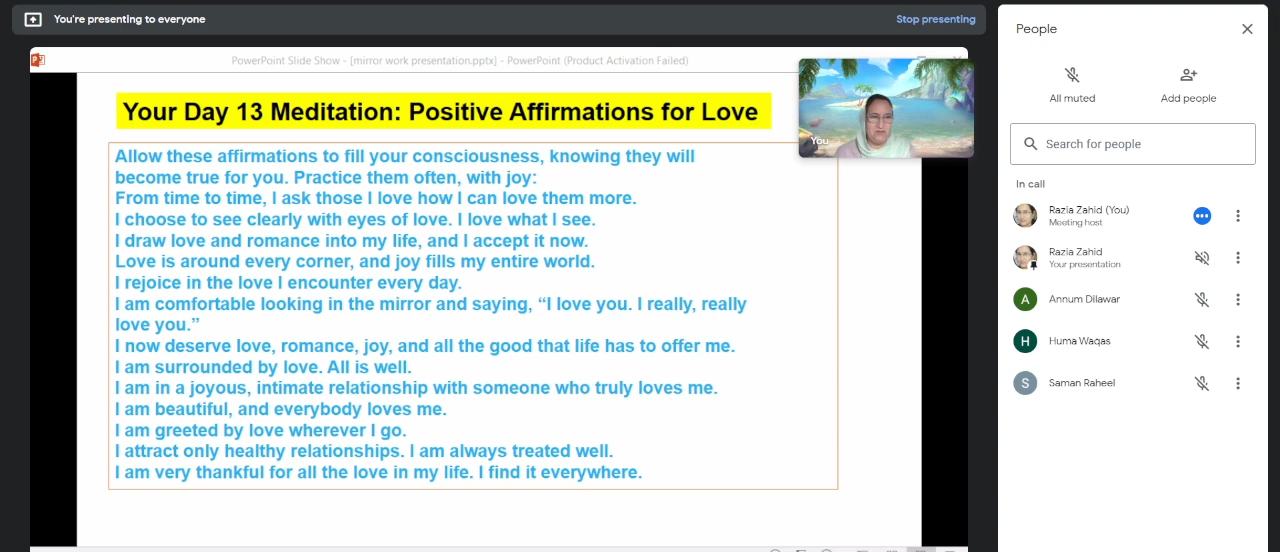 You're presenting to everyone
Stop presenting
PowerPoint Slide Show - [mirror work presentation.pptx] - PowerPoint (Product Activation Failed)
Your Day 13 Meditation: Positive Affirmations for Love
You
Allow these affirmations to fill your consciousness, knowing they will
become true for you. Practice them often, with joy:
From time to time, I ask those I love how I can love them more.
I choose to see clearly with eyes of love. I love what I see.
I draw love and romance into my life, and I accept it now.
Love is around every corner, and joy fills my entire world.
I rejoice in the love I encounter every day.
I am comfortable looking in the mirror and saying, “I love you. I really, really
love you.”
I now deserve love, romance, joy, and all the good that life has to offer me.
I am surrounded by love. All is well.
I am in a joyous, intimate relationship with someone who truly loves me.
I am beautiful, and everybody loves me.
I am greeted by love wherever I go.
I attract only healthy relationships. I am always treated well.
I am very thankful for all the love in my life. I find it everywhere.
People
All muted
Add people
Search for people
In call
Razia Zahid (You)
Meeting host
Razia Zahid
Your presentation
A
Annum Dilawar
H
Huma Waqas
S
Saman Raheel